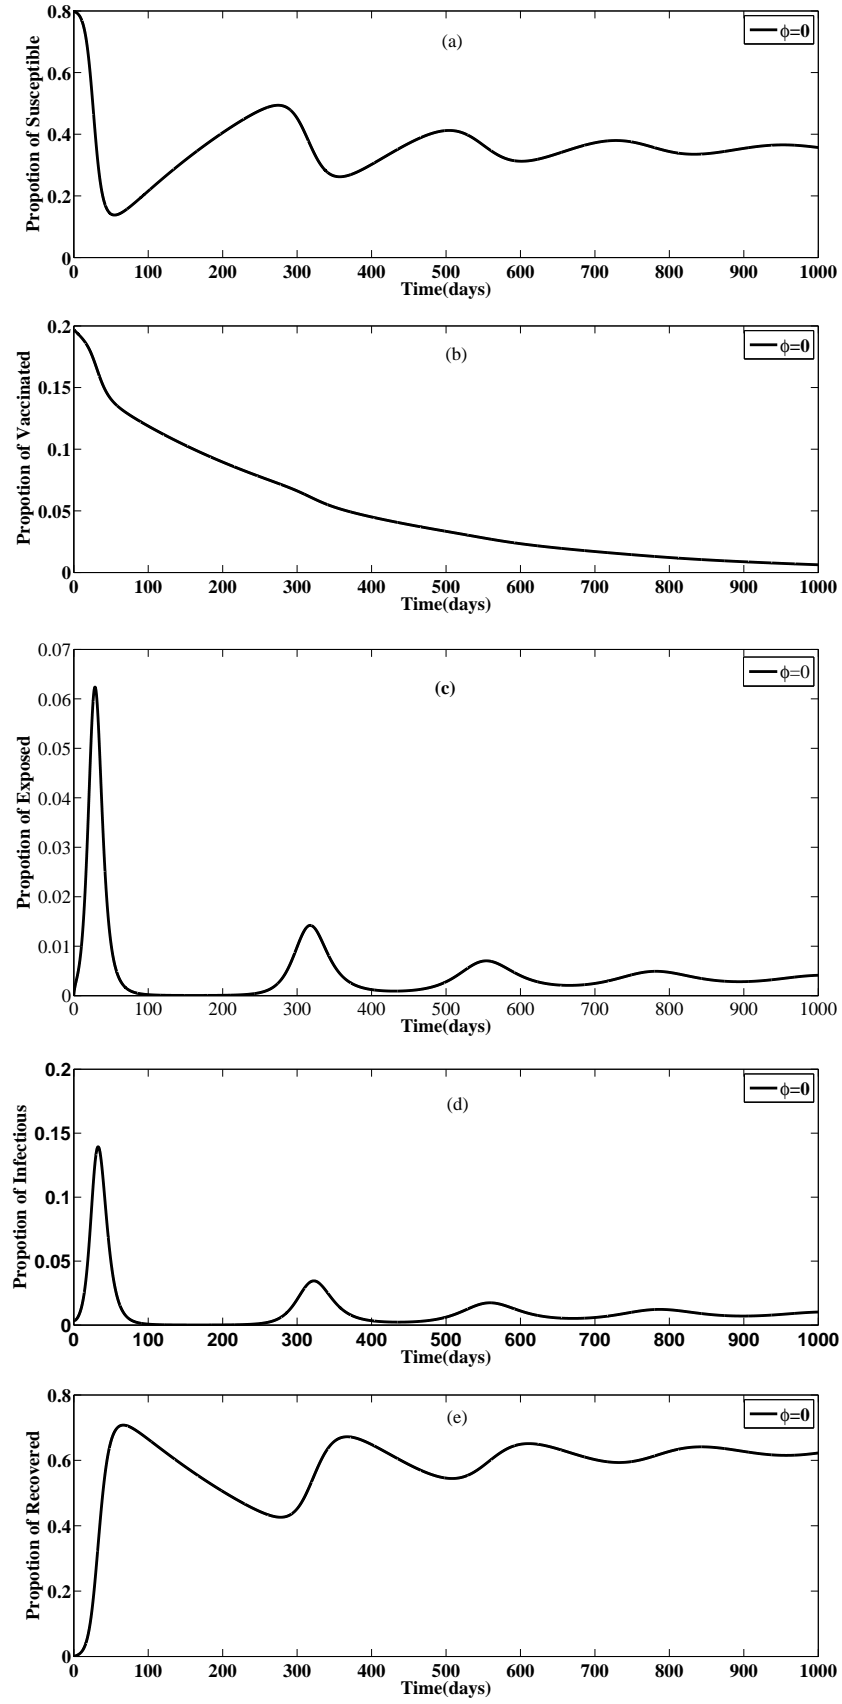 (a)
ϕ=0
Propotion of Susceptible
0.8
0.6
0.4
0.2
0
0 100 200 300 400 500 600 700 800 900 1000
Time(days)
(b)
ϕ=0
Propotion of Vaccinated
0.2
0.15
0.1
0.05
0
0 100 200 300 400 500 600 700 800 900 1000
Time(days)
(c)
ϕ=0
Propotion of Exposed
0.07
0.06
0.05
0.04
0.03
0.02
0.01
0
0 100 200 300 400 500 600 700 800 900 1000
Time(days)
(d)
ϕ=0
Propotion of Infectious
0.2
0.15
0.1
0.05
0
0 100 200 300 400 500 600 700 800 900 1000
Time(days)
(e)
ϕ=0
Propotion of Recovered
0.8
0.6
0.4
0.2
0
0 100 200 300 400 500 600 700 800 900 1000
Time(days)